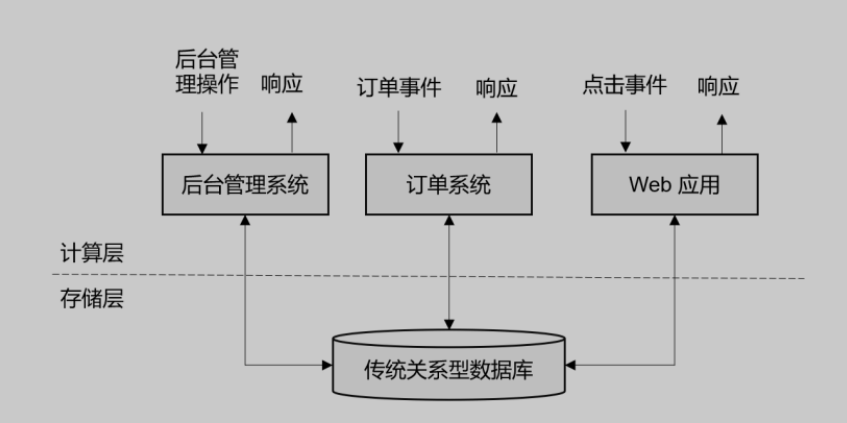 后台管
理操作
响应
订单事件
响应
点击事件
响应
后台管理系统
订单系统
Web 应用
计算层
存储层
传统关系型数据库